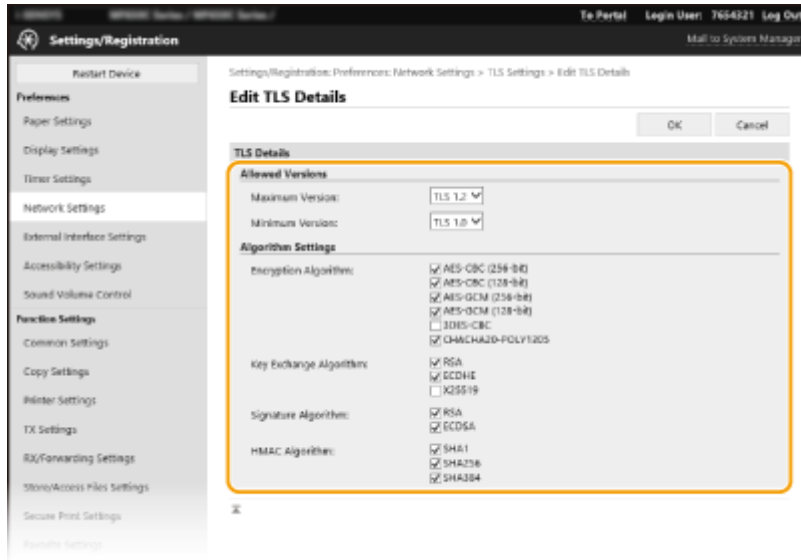 To Portal Login User: 7654321 Log Out
Settings/Registration
Mail to System Manager
Restart Device
Settings/Registration: Preferences: Network Settings > TLS Settings > Edit TLS Details
Preferences
Edit TLS Details
Paper Settings
OK Cancel
Display Settings
TLS Details
Timer Settings
Allowed Versions
Maximum Version: TLS 1.2
Network Settings
Minimum Version: TLS 1.0
External Interface Settings
Algorithm Settings
Accessibility Settings
Encryption Algorithm: AES-CBC (256-bit)
AES-CBC (128-bit)
Sound Volume Control
AES-GCM (256-bit)
AES-GCM (128-bit)
Function Settings
3DES-CBC
CHACHA20-POLY1305
Common Settings
Key Exchange Algorithm: RSA
Copy Settings
ECDHE
X25519
Printer Settings
Signature Algorithm: RSA
TX Settings
ECDSA
RX/Forwarding Settings
HMAC Algorithm: SHA1
SHA256
Store/Access Files Settings
SHA384
Secure Print Settings
Remote Settings